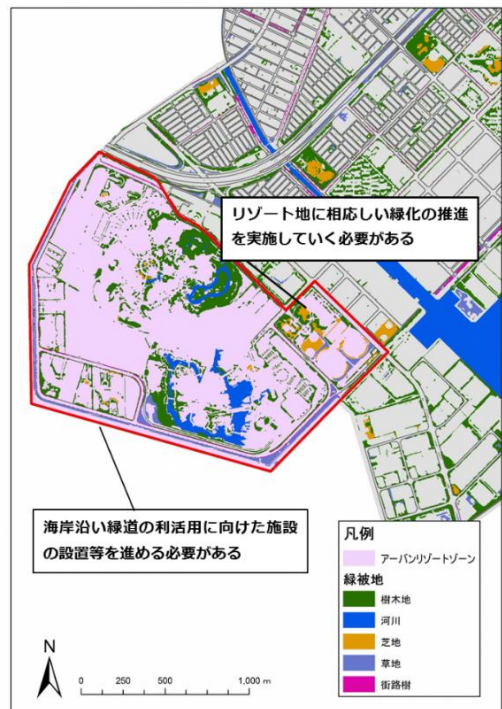 リゾート地に相応しい緑化の推進
を実施していく必要がある
海岸沿い緑道の利活用に向けた施設
の設置等を進める必要がある
凡例
アーバンリゾートゾーン
緑被地
樹木地
河川
芝地
草地
街路樹
N
0 250 500 1,000 m